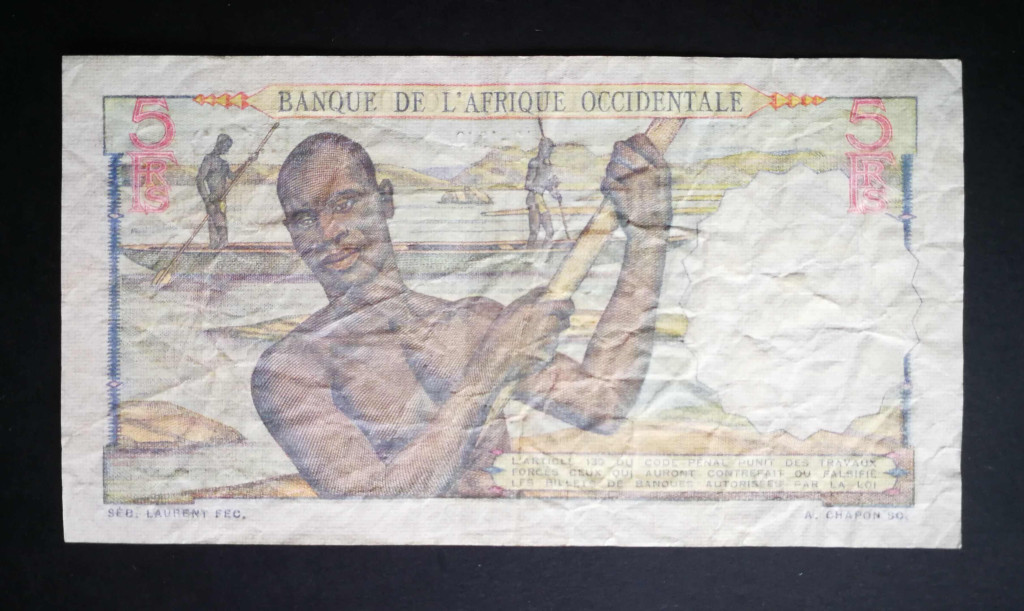 BANQUE DE L'AFRIQUE OCCIDENTALE
5 FRS
5 FRS
L'ARTICLE 139 DU CODE PENAL PUNIT DES TRAVAUX
FORCÉS CEUX QUI AURONT CONTREFAIT OU FALSIFIÉ
LES BILLETS DE BANQUES AUTORISÉES PAR LA LOI
SÉB. LAURENT FEC.
A. CHAPON SC.